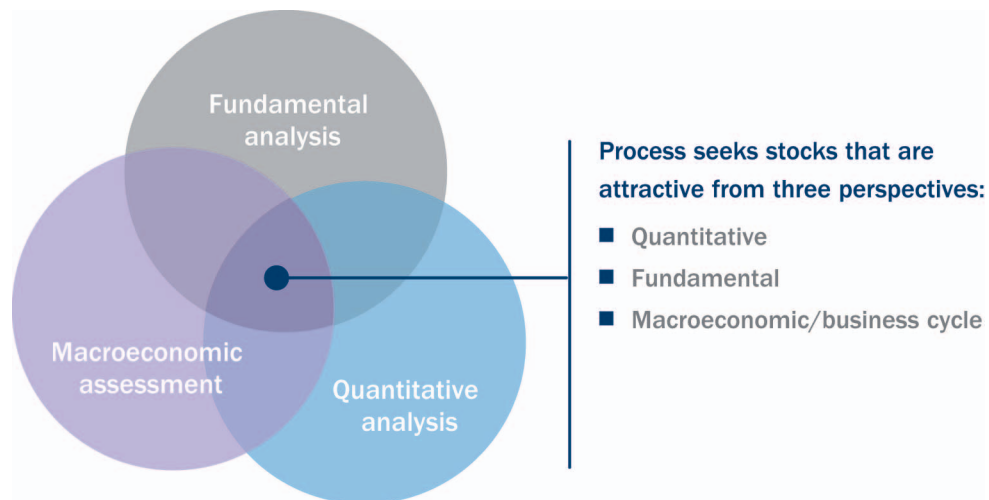 Fundamental
analysis
Macroeconomic
assessment
Quantitative
analysis
Process seeks stocks that are
attractive from three perspectives:
■ Quantitative
■ Fundamental
■ Macroeconomic/business cycle